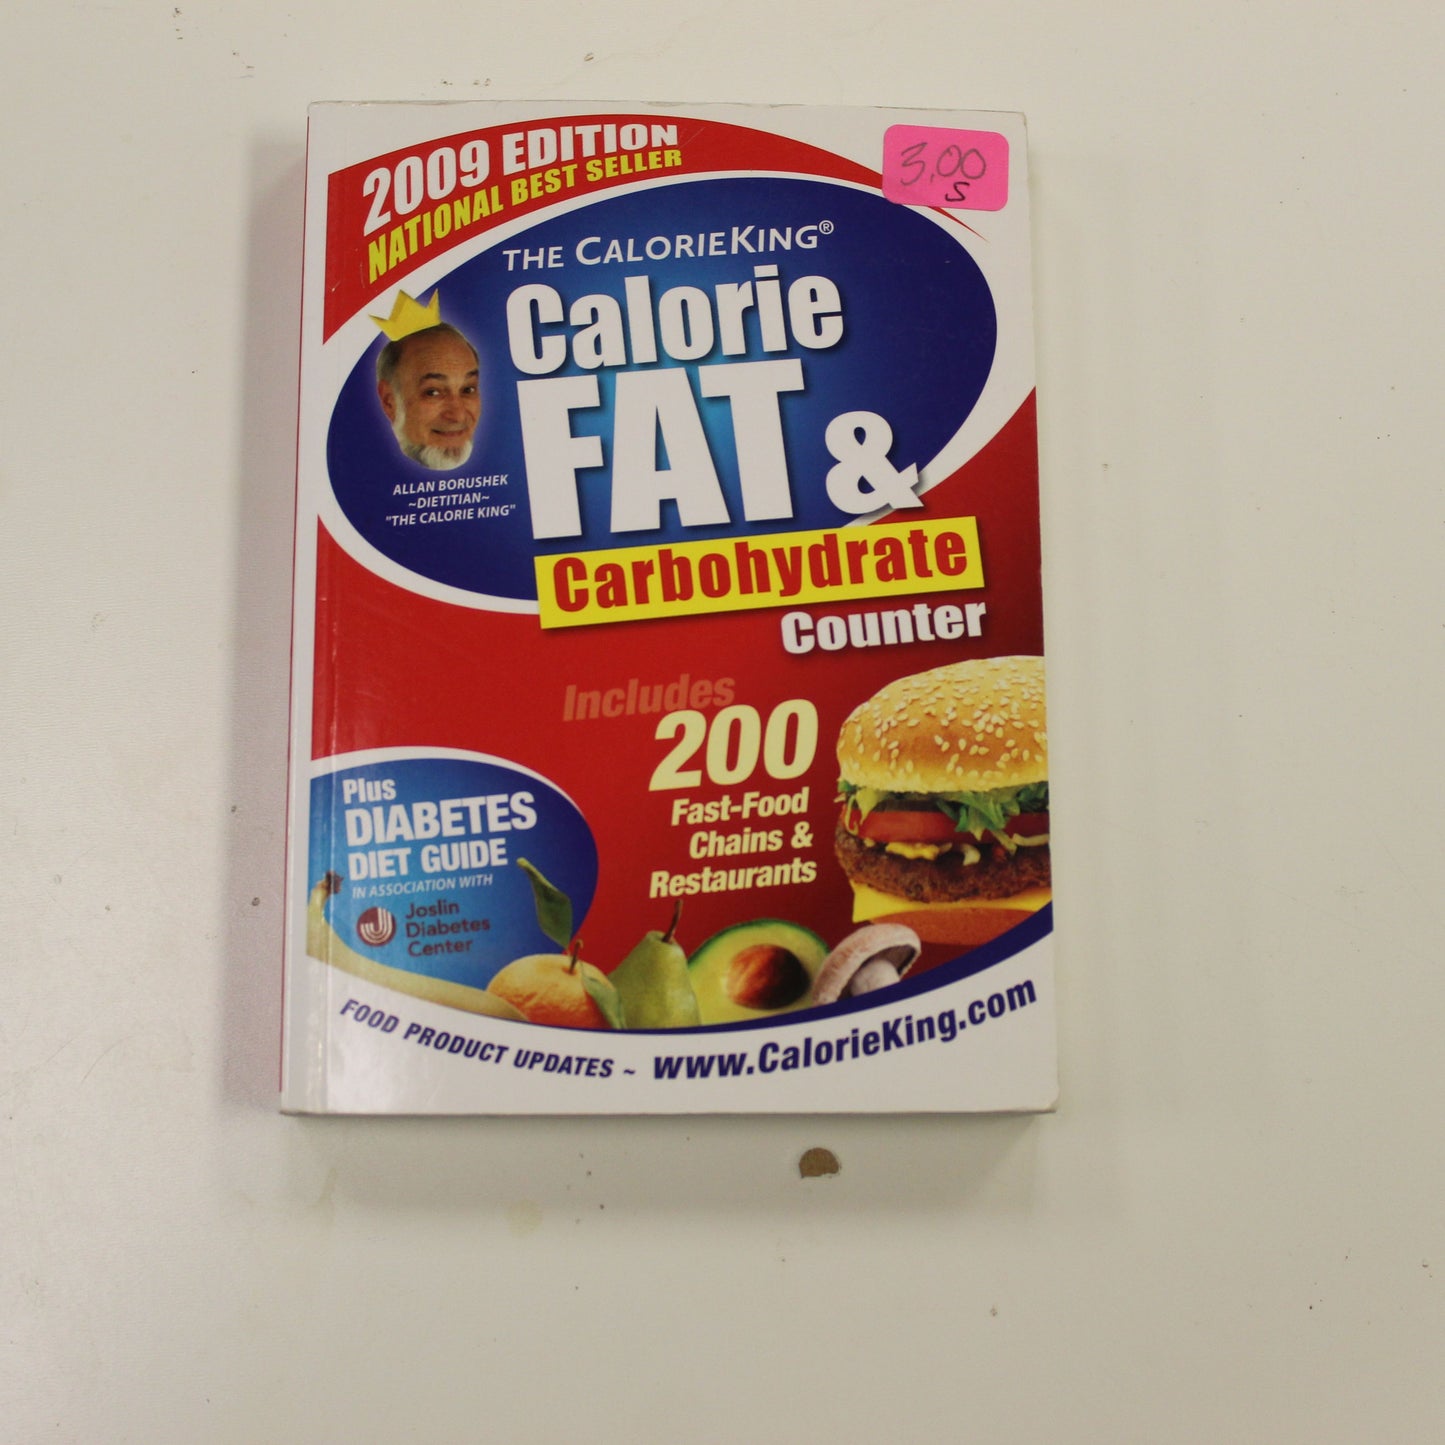 2009 EDITION
NATIONAL BEST SELLER
3.00
S
THE CALORIEKING®
Calorie
FAT &
Carbohydrate
Counter
ALLAN BORUSHEK
~DIETITIAN~
"THE CALORIE KING"
Includes
200
Fast-Food
Chains &
Restaurants
Plus
DIABETES
DIET GUIDE
IN ASSOCIATION WITH
Joslin
Diabetes
Center
FOOD PRODUCT UPDATES ~ www.CalorieKing.com